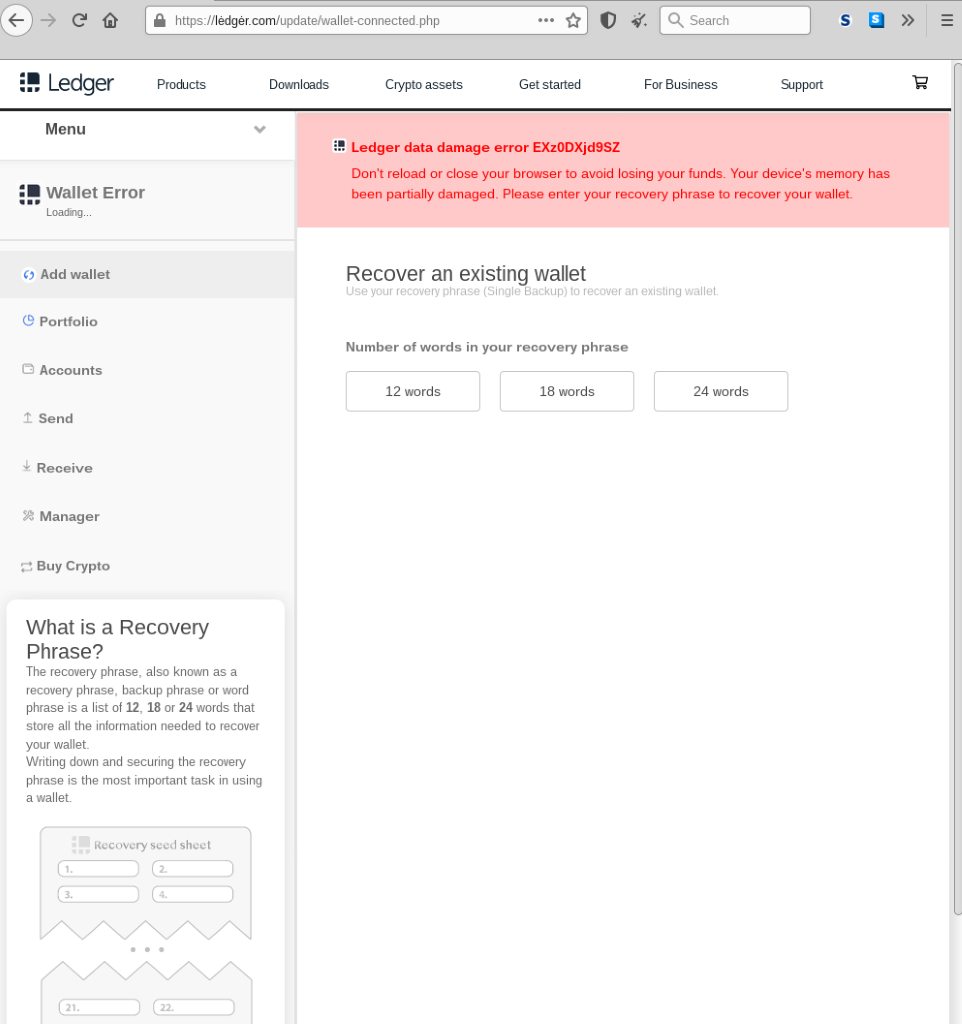 https://lėdgėr.com/update/wallet-connected.php
Search
Ledger
Products
Downloads
Crypto assets
Get started
For Business
Support
Menu
Wallet Error
Loading...
Add wallet
Portfolio
Accounts
Send
Receive
Manager
Buy Crypto
What is a Recovery
Phrase?
The recovery phrase, also known as a
recovery phrase, backup phrase or word
phrase is a list of 12, 18 or 24 words that
store all the information needed to recover
your wallet.
Writing down and securing the recovery
phrase is the most important task in using
a wallet.
Recovery seed sheet
1. 2.
3. 4.
21. 22.
Ledger data damage error EXz0DXjd9SZ
Don't reload or close your browser to avoid losing your funds. Your device's memory has
been partially damaged. Please enter your recovery phrase to recover your wallet.
Recover an existing wallet
Use your recovery phrase (Single Backup) to recover an existing wallet.
Number of words in your recovery phrase
12 words
18 words
24 words